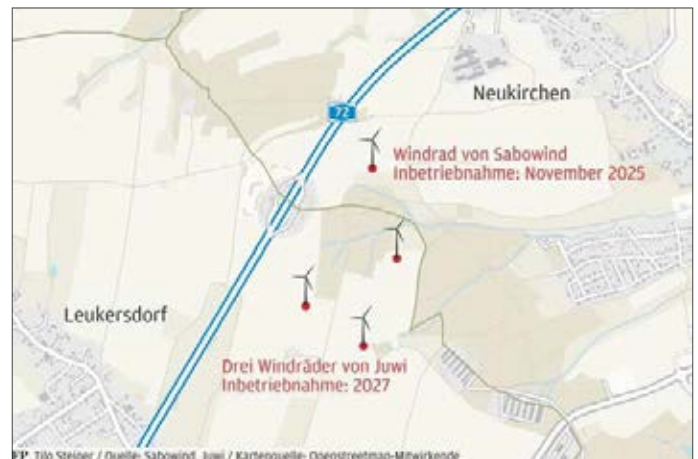 Neukirchen
72
Windrad von Sabowind
Inbetriebnahme: November 2025
Leukersdorf
Drei Windräder von Juwi
Inbetriebnahme: 2027
FP Tilo Steiner / Quelle: Sabowind, Juwi / Kartenquelle: Openstreetmap-Mitwirkende